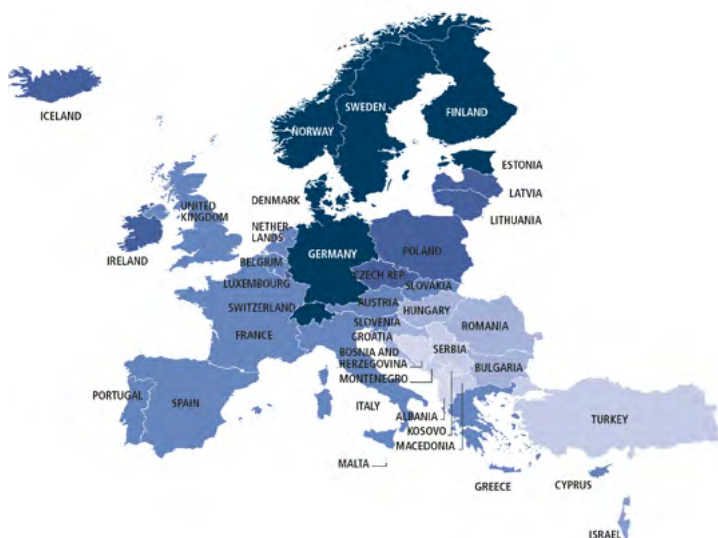 ICELAND
SWEDEN
FINLAND
NORWAY
ESTONIA
DENMARK
LATVIA
UNITED
KINGDOM
LITHUANIA
NETHER-
LANDS
IRELAND
GERMANY
POLAND
BELGIUM
CZECH REP.
LUXEMBOURG
SLOVAKIA
AUSTRIA
SWITZERLAND
HUNGARY
SLOVENIA
ROMANIA
FRANCE
CROATIA
SERBIA
BOSNIA AND
HERZEGOVINA
BULGARIA
MONTENEGRO
PORTUGAL
SPAIN
ITALY
ALBANIA
TURKEY
KOSOVO
MACEDONIA
MALTA
GREECE
CYPRUS
ISRAEL